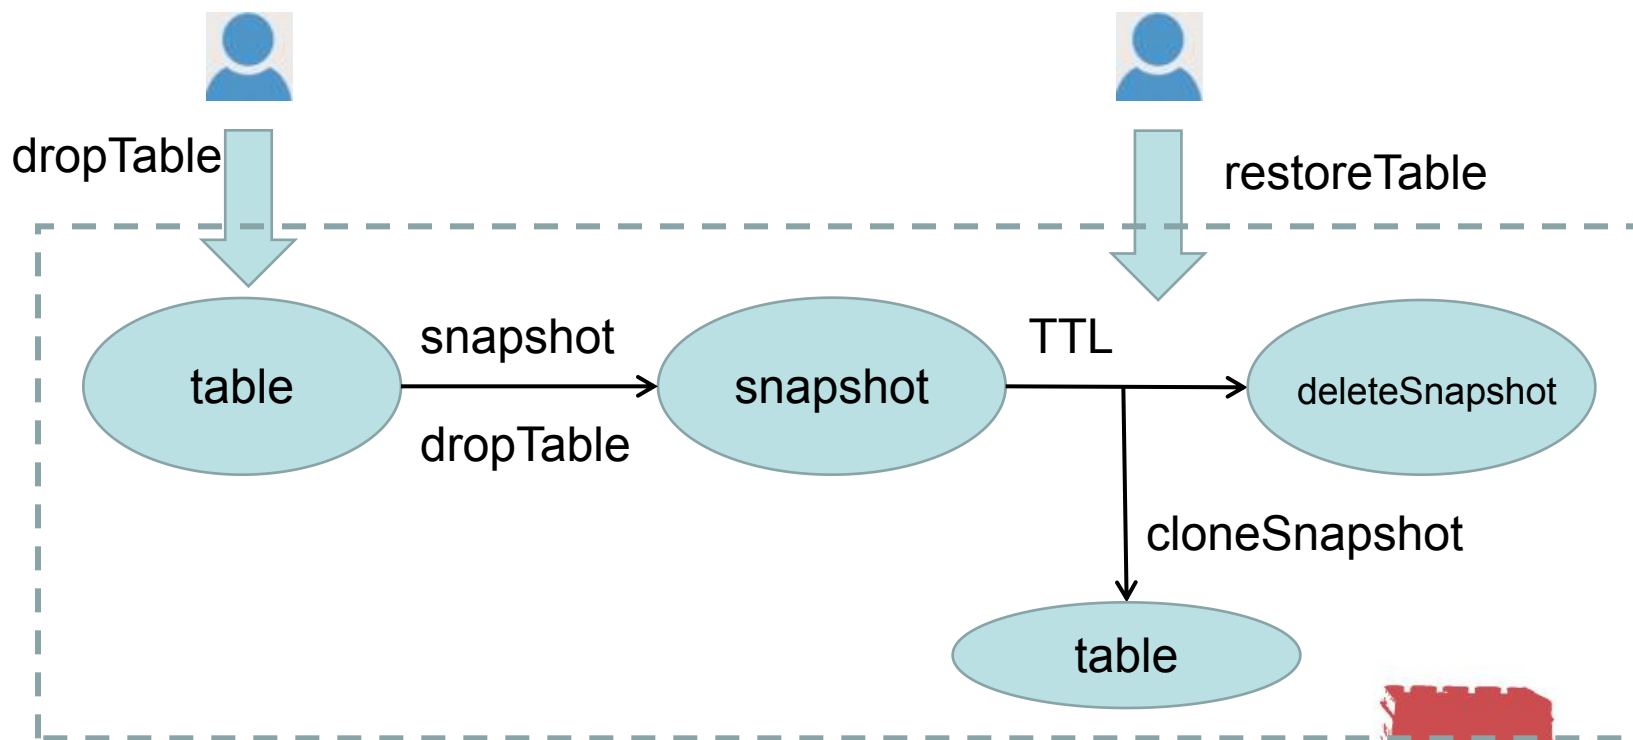 dropTable
restoreTable
snapshot
TTL
table
snapshot
deleteSnapshot
dropTable
cloneSnapshot
table